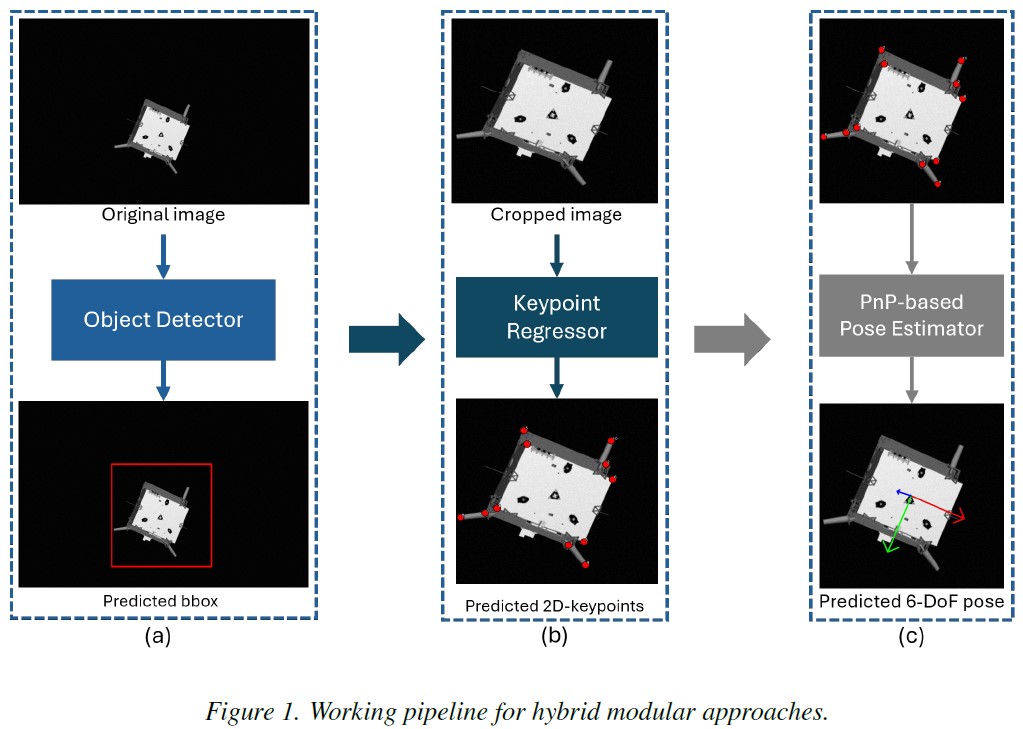 Original image
Object Detector
Predicted bbox
(a)
Cropped image
Keypoint
Regressor
Predicted 2D-keypoints
(b)
PnP-based
Pose Estimator
Predicted 6-DoF pose
(c)
Figure 1. Working pipeline for hybrid modular approaches.